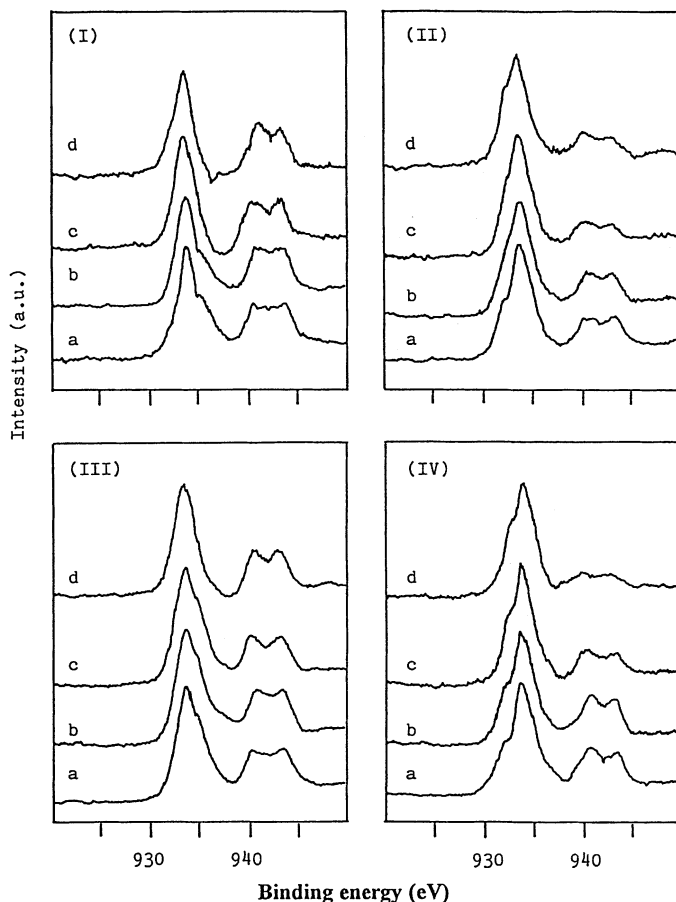 (I)
d
c
b
a
(II)
d
c
b
a
Intensity (a.u.)
(III)
d
c
b
a
(IV)
d
c
b
a
930 940 930 940
Binding energy (eV)